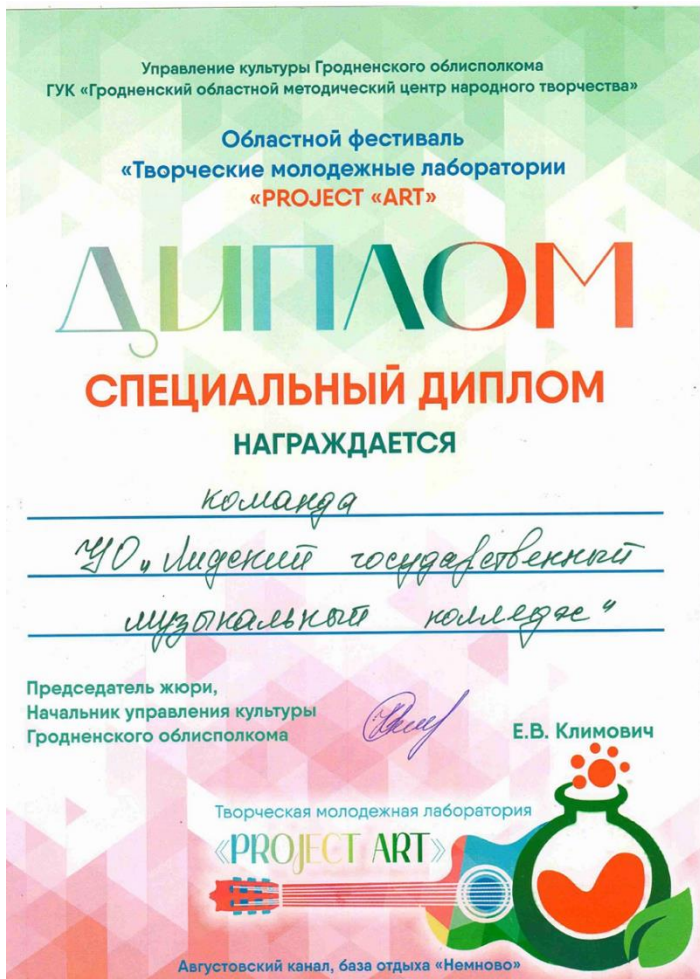 Управление культуры Гродненского облисполкома
ГУК «Гродненский областной методический центр народного творчества»
Областной фестиваль
«Творческие молодежные лаборатории
«PROJECT «ART»
ДИПЛОМ
СПЕЦИАЛЬНЫЙ ДИПЛОМ
НАГРАЖДАЕТСЯ
команда
УО „Лидский государственный
музыкальный колледж“
Председатель жюри,
Начальник управления культуры
Гродненского облисполкома
Е.В. Климович
Творческая молодежная лаборатория
«PROJECT ART»
Августовский канал, база отдыха «Немново»